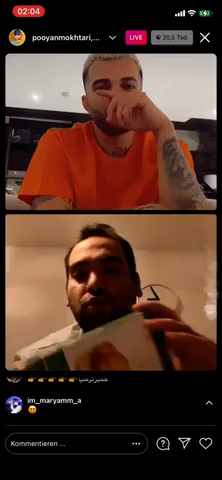 02:04
pooyanmokhtari,...
LIVE
20,5 Tsd.
im_maryamm_a
😍
Kommentieren ...